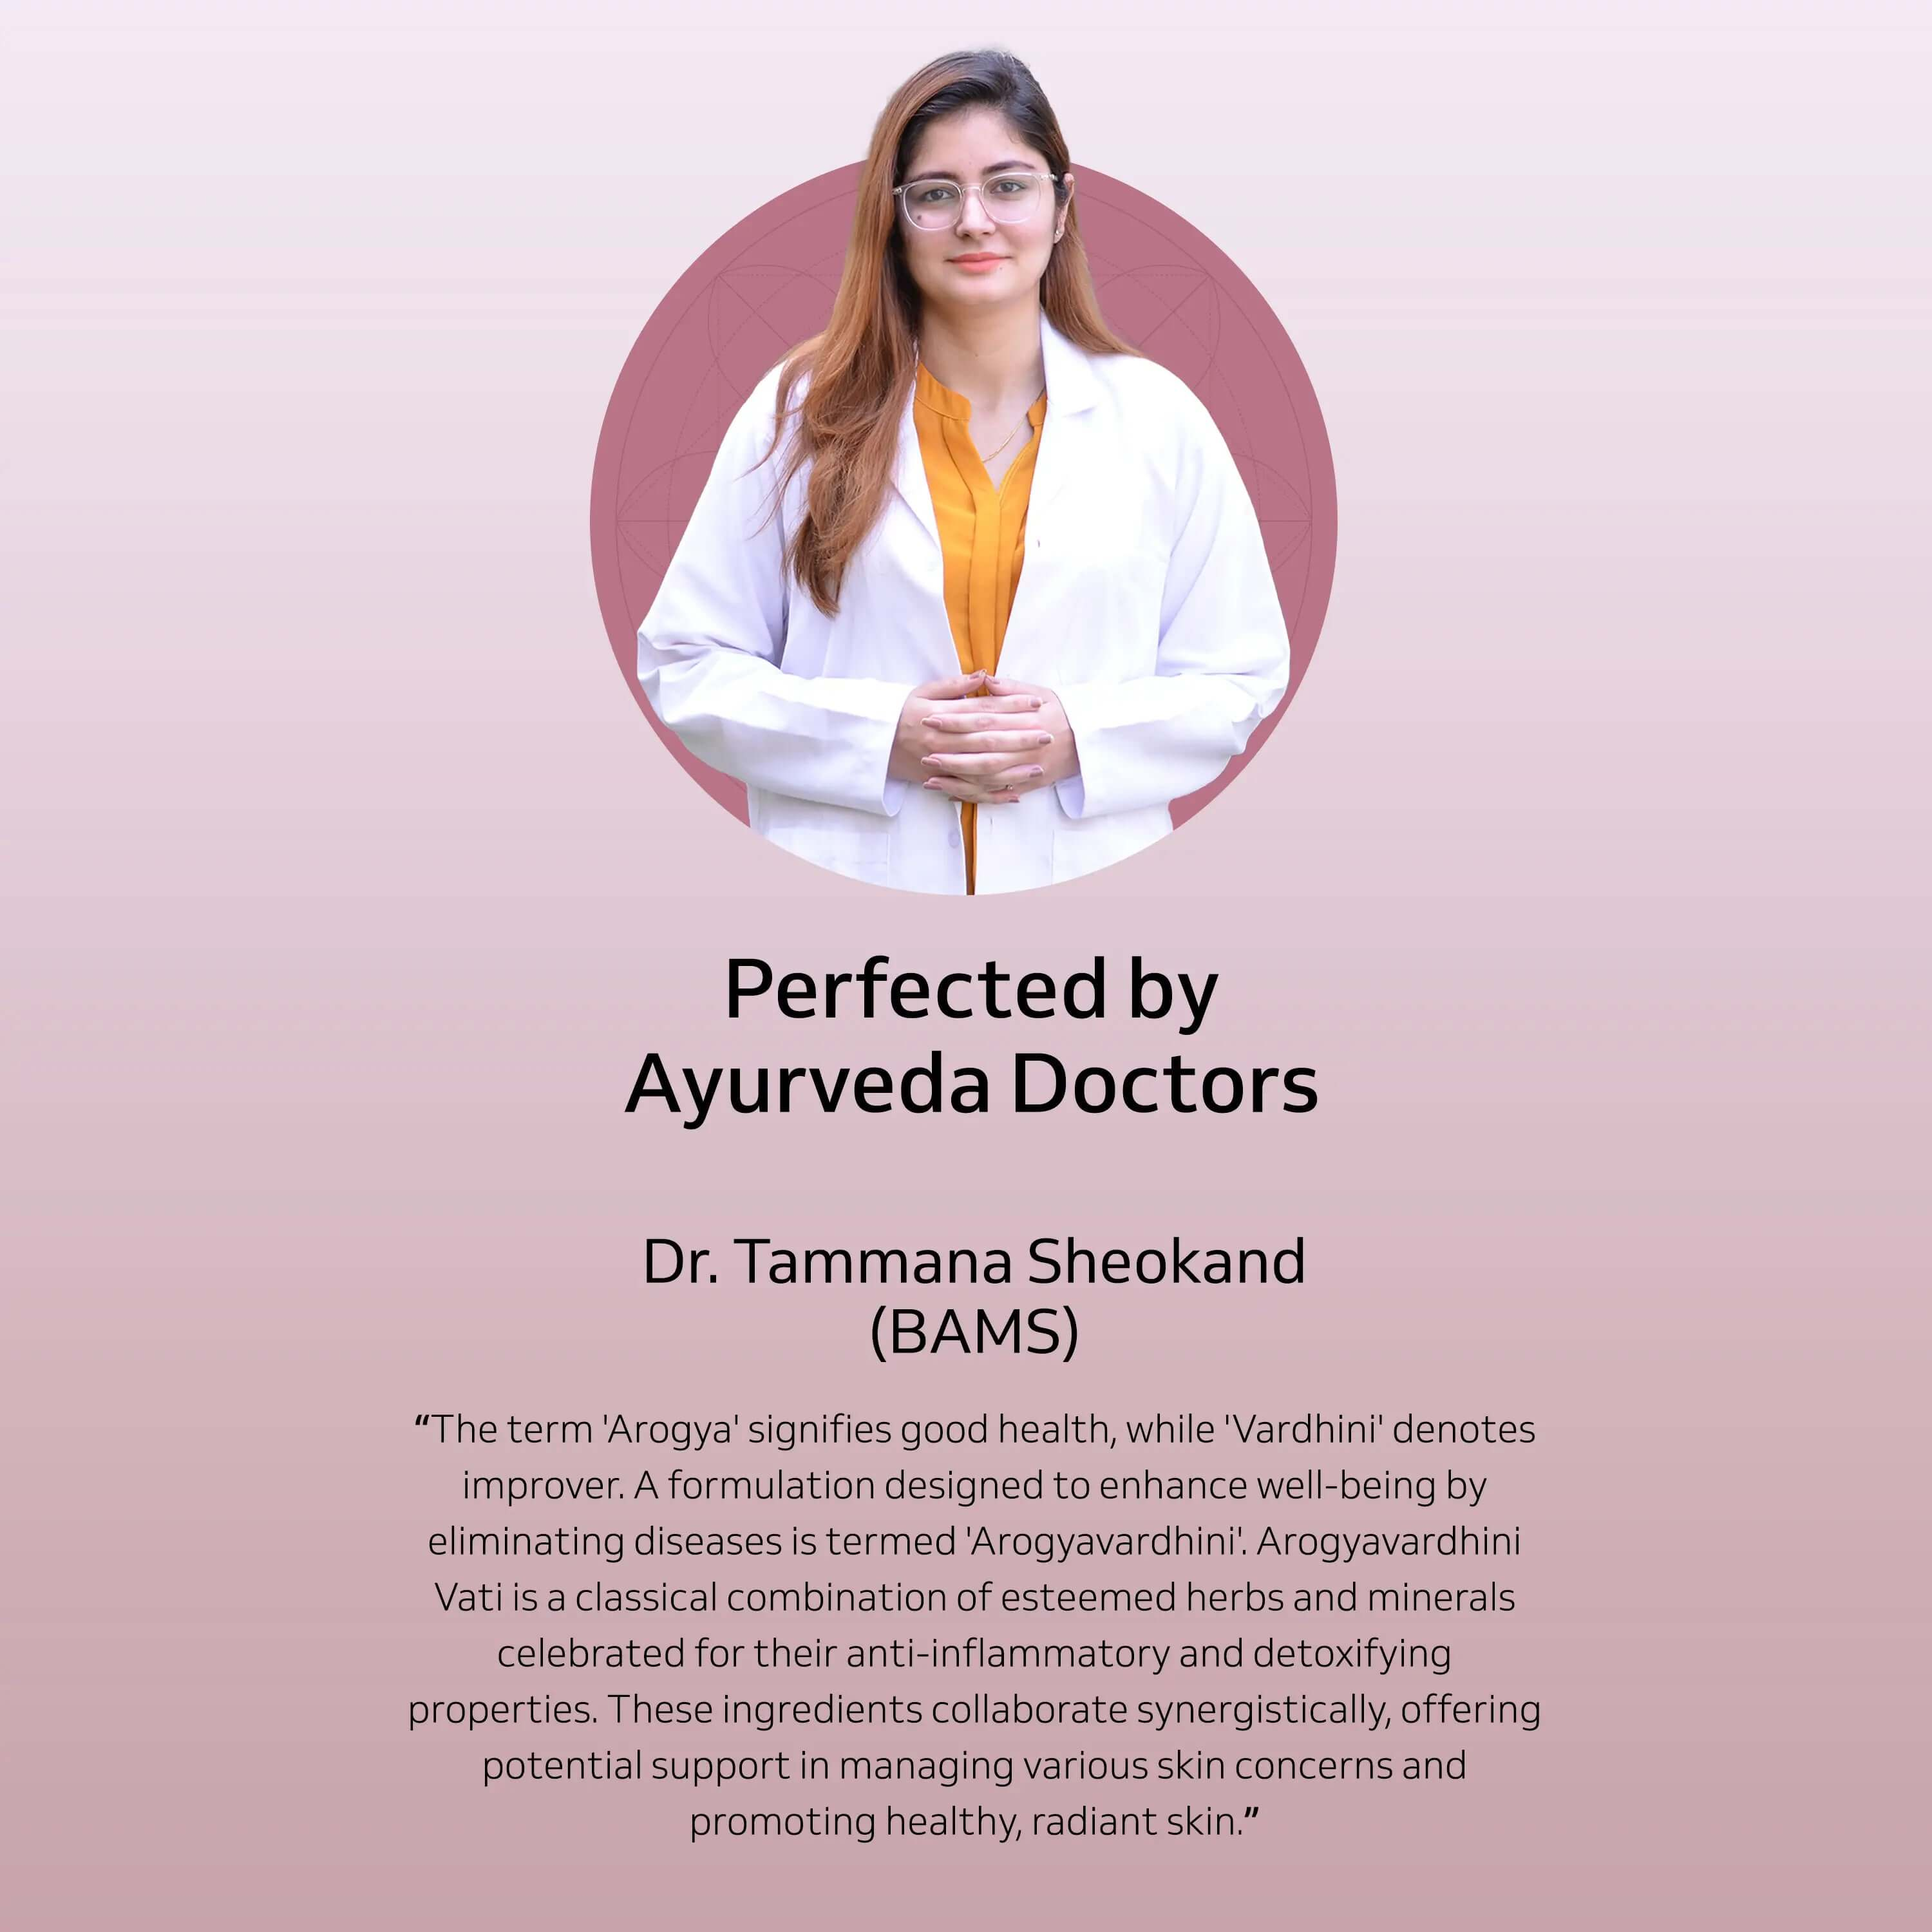 Perfected by
Ayurveda Doctors
Dr. Tammana Sheokand
(BAMS)
“The term 'Arogya' signifies good health, while 'Vardhini' denotes
improver. A formulation designed to enhance well-being by
eliminating diseases is termed 'Arogyavardhini'. Arogyavardhini
Vati is a classical combination of esteemed herbs and minerals
celebrated for their anti-inflammatory and detoxifying
properties. These ingredients collaborate synergistically, offering
potential support in managing various skin concerns and
promoting healthy, radiant skin.”